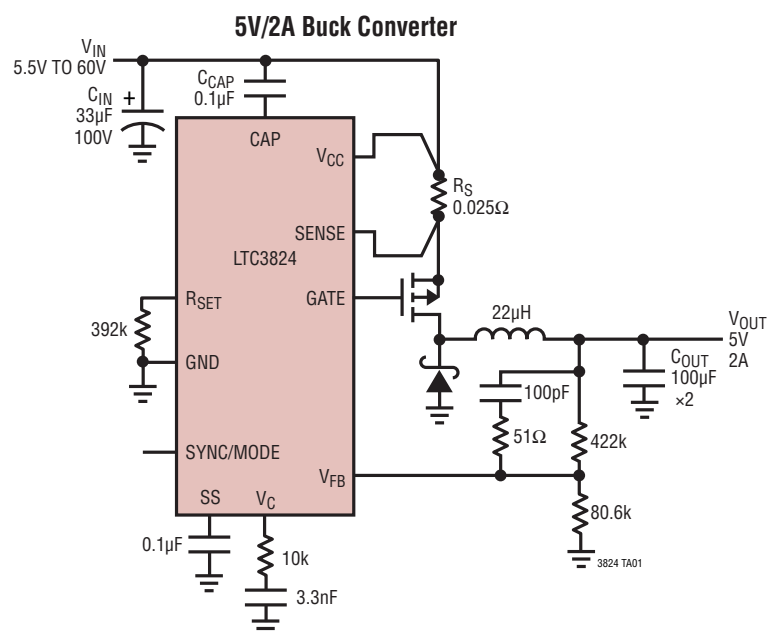 5V/2A Buck Converter
VIN
5.5V TO 60V
CIN
33µF
100V
+
CCAP
0.1µF
CAP
VCC
RS
0.025Ω
SENSE
LTC3824
RSET
GATE
392k
GND
22µH
VOUT
5V
2A
COUT
100µF
×2
100pF
51Ω
422k
SYNC/MODE
VFB
SS
VC
80.6k
0.1µF
10k
3.3nF
3824 TA01